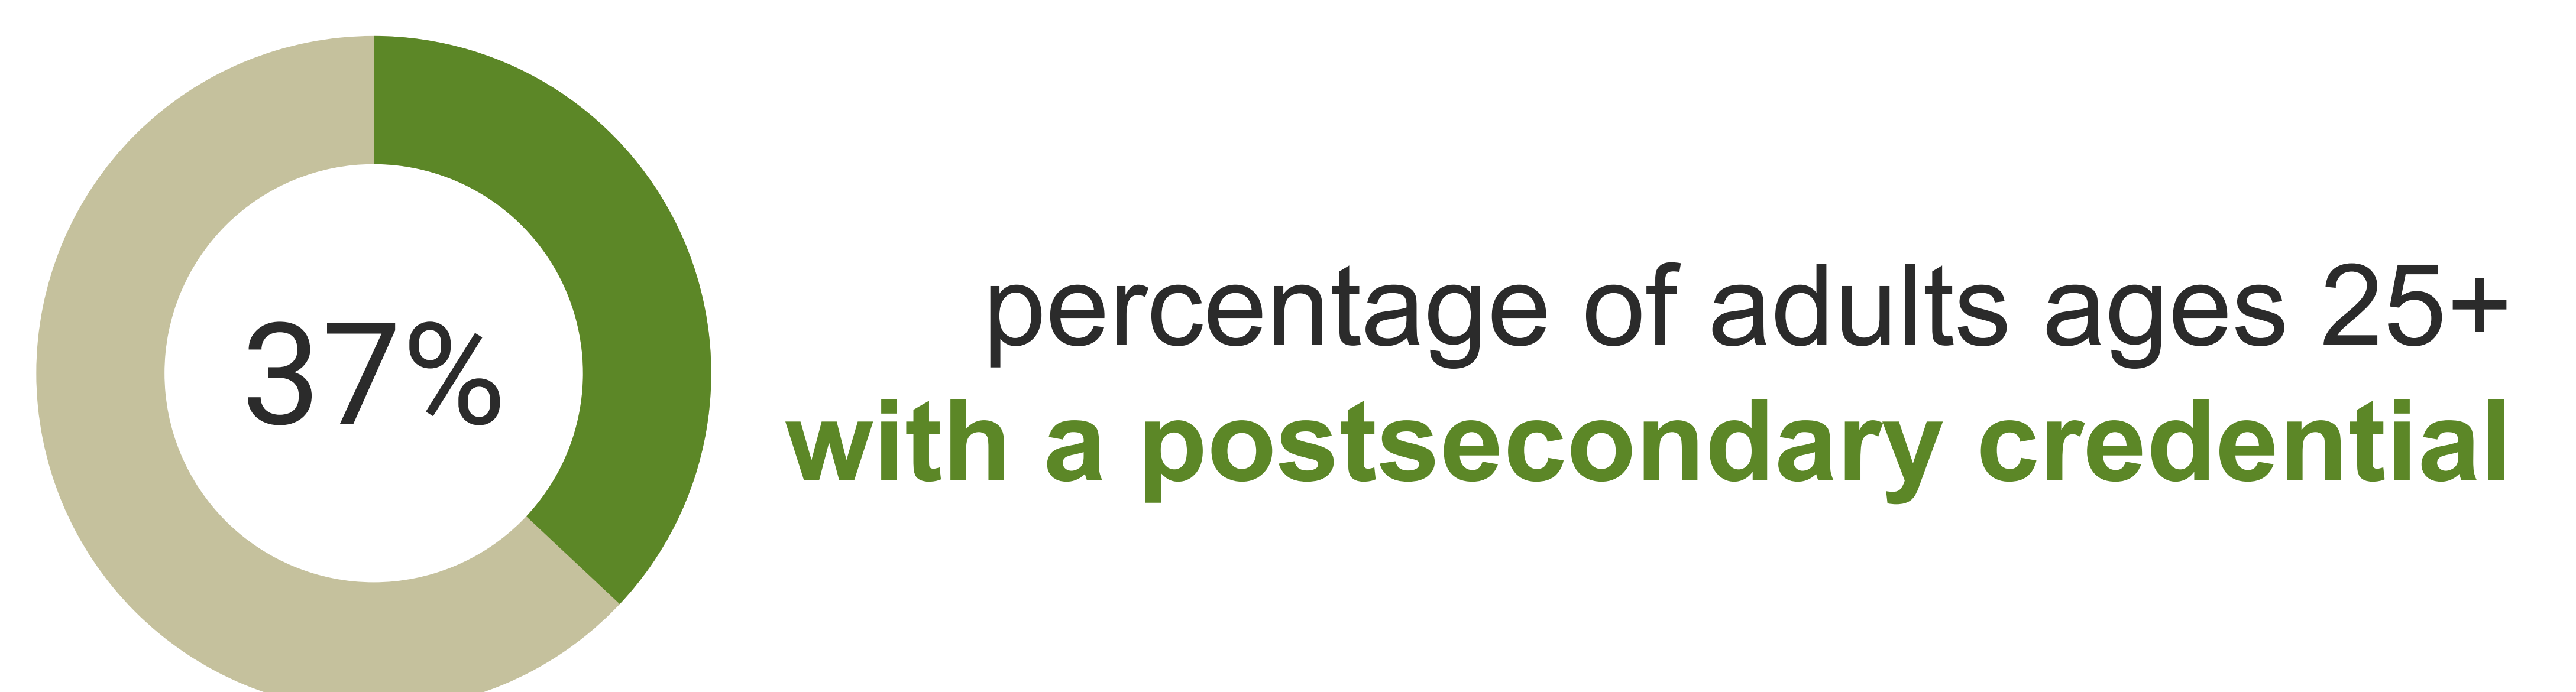 37%
percentage of adults ages 25+
with a postsecondary credential